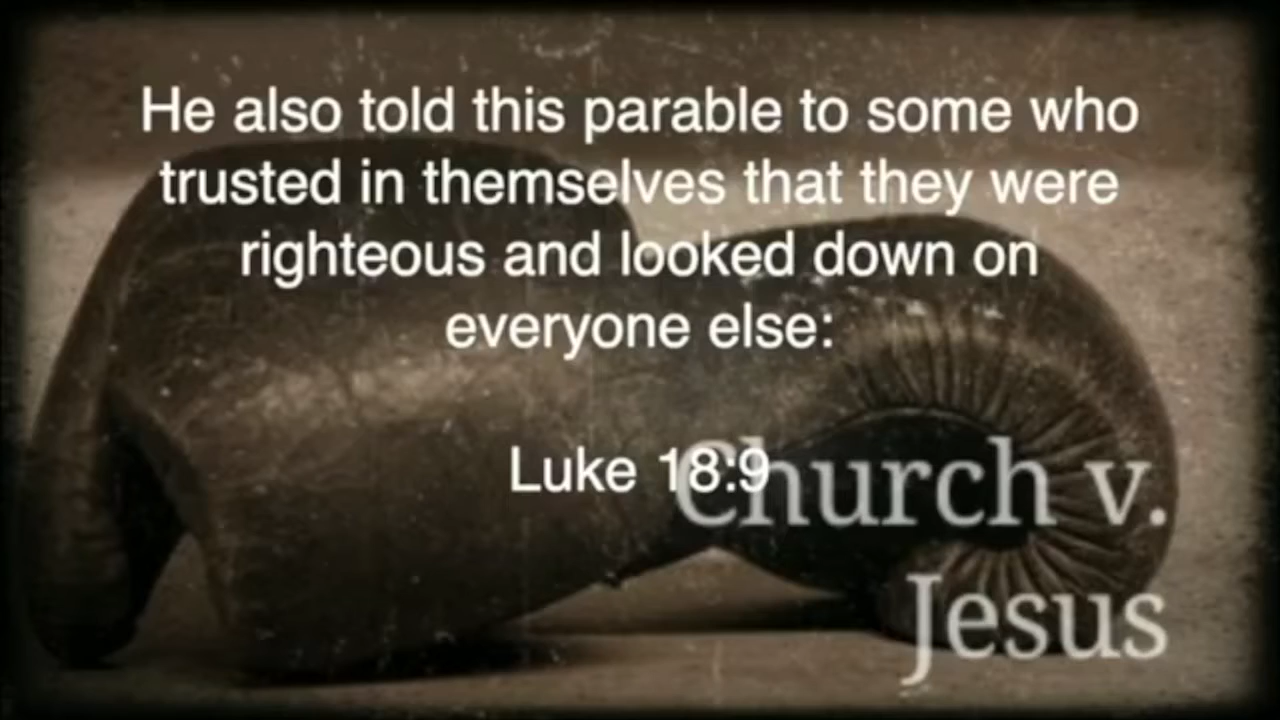 He also told this parable to some who
trusted in themselves that they were
righteous and looked down on
everyone else:
Luke 18:9
Church v.
Jesus